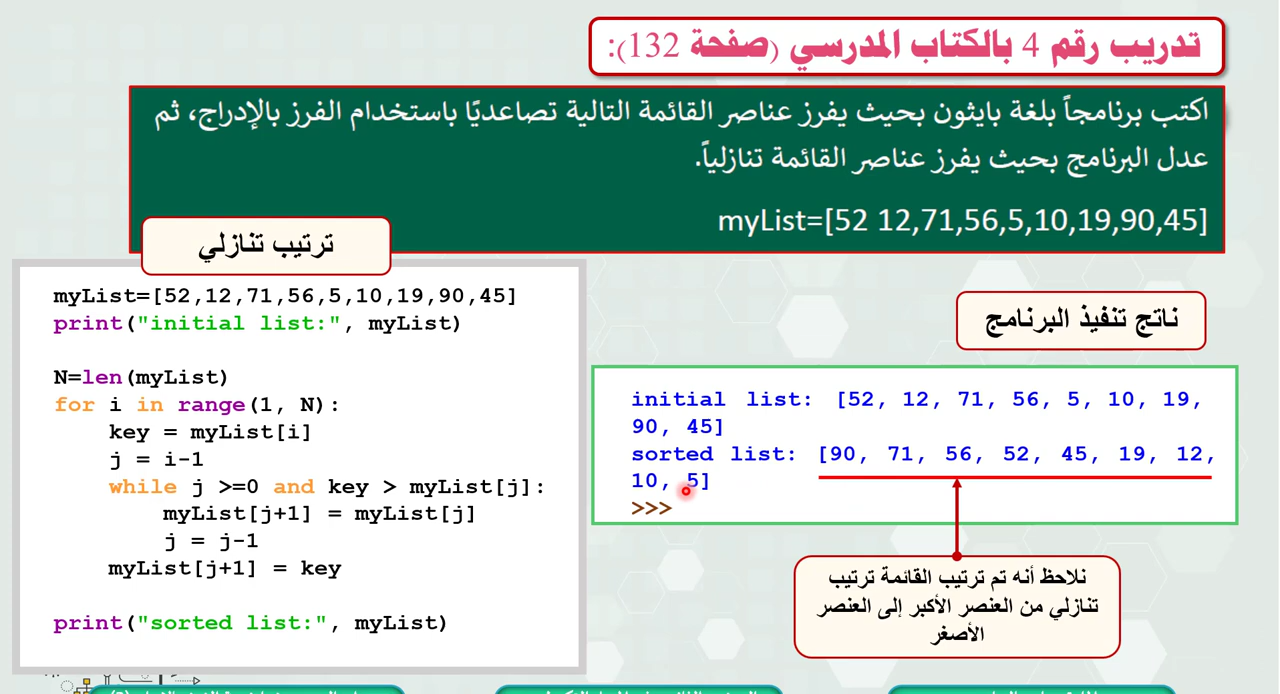 تدريب رقم 4 بالكتاب المدرسي (صفحة 132):
اكتب برنامجاً بلغة بايثون بحيث يفرز عناصر القائمة التالية تصاعديًا باستخدام الفرز بالإدراج، ثم
عدل البرنامج بحيث يفرز عناصر القائمة تنازلياً.
myList=[52 12,71,56,5,10,19,90,45]
ترتيب تنازلي
myList=[52,12,71,56,5,10,19,90,45]
print("initial list:", myList)
N=len(myList)
for i in range(1, N):
key = myList[i]
j = i-1
while j >=0 and key > myList[j]:
myList[j+1] = myList[j]
j = j-1
myList[j+1] = key
print("sorted list:", myList)
ناتج تنفيذ البرنامج
initial list: [52, 12, 71, 56, 5, 10, 19,
90, 45]
sorted list: [90, 71, 56, 52, 45, 19, 12,
10, 5]
>>>
نلاحظ أنه تم ترتيب القائمة ترتيب
تنازلي من العنصر الأكبر إلى العنصر
الأصغر